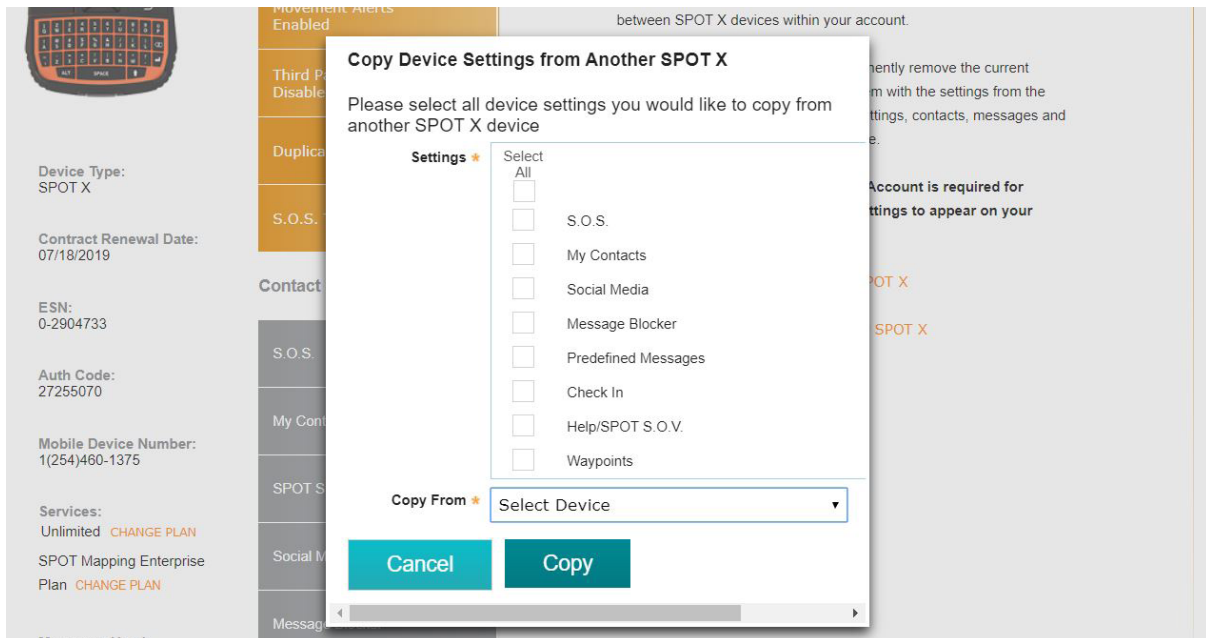 Movement Alerts
Enabled
Third Pa
Disable
Duplica
S.O.S.
Device Type:
SPOT X
Contract Renewal Date:
07/18/2019
ESN:
0-2904733
Auth Code:
27255070
Mobile Device Number:
1(254)460-1375
Services:
Unlimited CHANGE PLAN
SPOT Mapping Enterprise
Plan CHANGE PLAN
Contact
S.O.S.
My Cont
SPOT S
Social M
Messag
Copy Device Settings from Another SPOT X
Please select all device settings you would like to copy from
another SPOT X device
Settings *
Select
All
S.O.S.
My Contacts
Social Media
Message Blocker
Predefined Messages
Check In
Help/SPOT S.O.V.
Waypoints
Copy From *
Select Device
Cancel
Copy
between SPOT X devices within your account.
nently remove the current
m with the settings from the
ttings, contacts, messages and
e.
Account is required for
ttings to appear on your
POT X
SPOT X